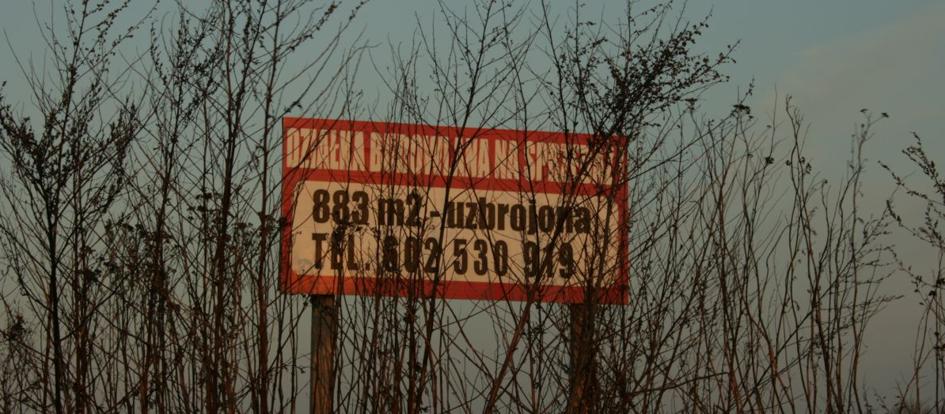 DZIAŁKA BUDOWLANA NA SPRZEDAŻ
883 m2 - uzbrojona
TEL. 602 530 919